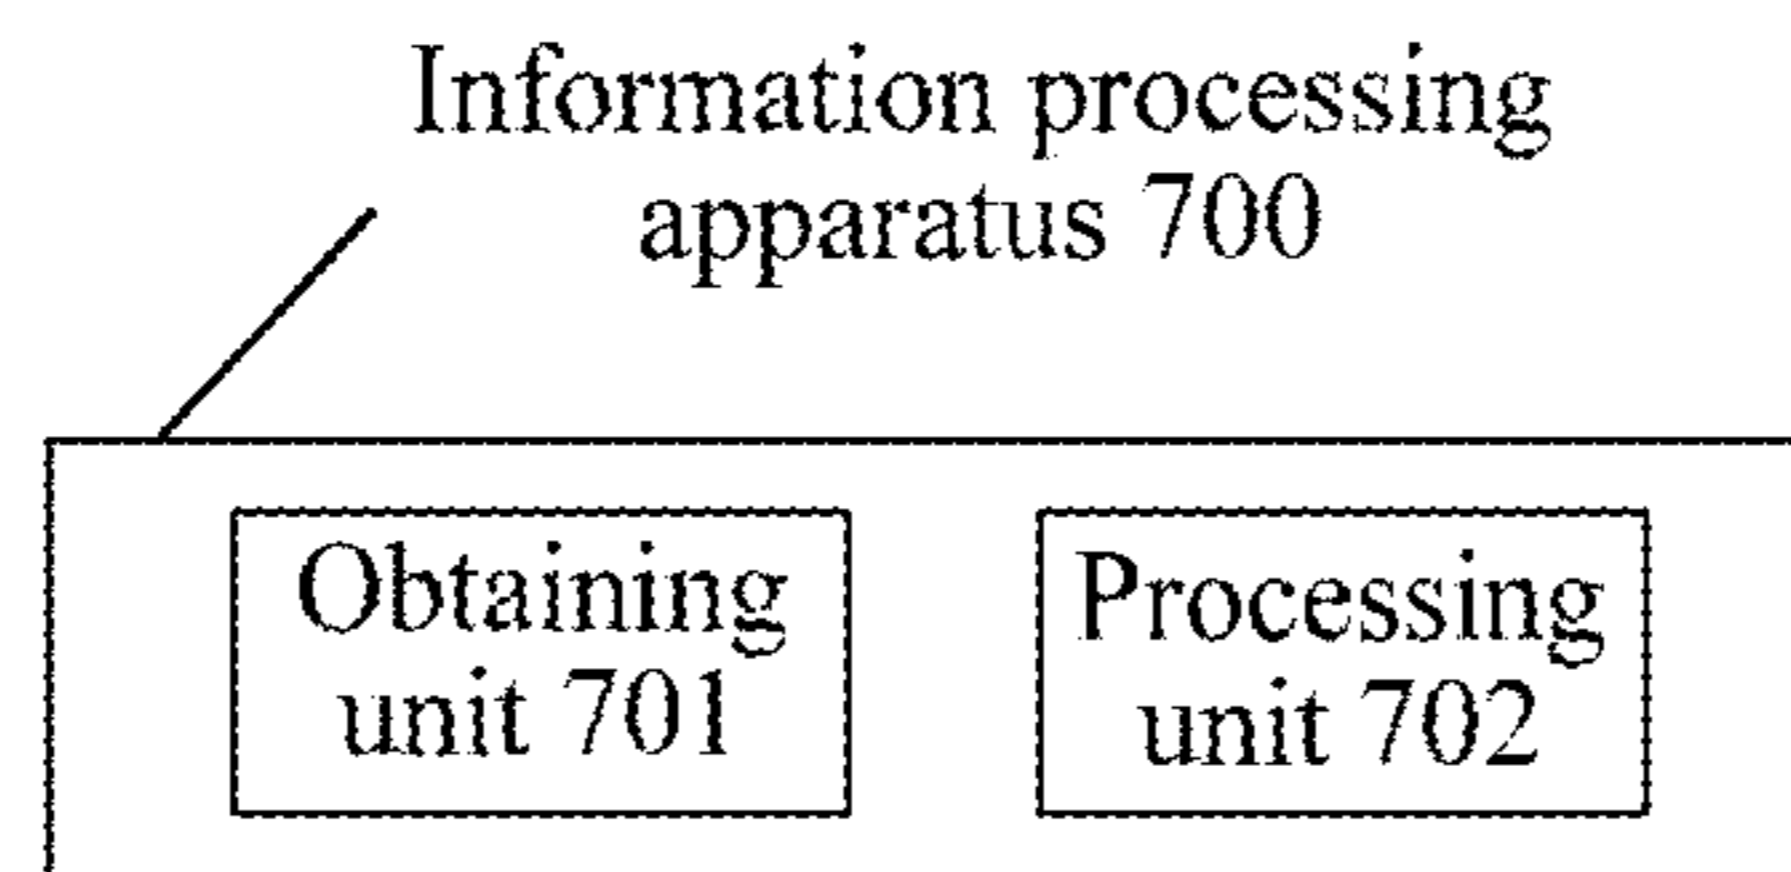 Information processing
apparatus 700
Obtaining
unit 701
Processing
unit 702